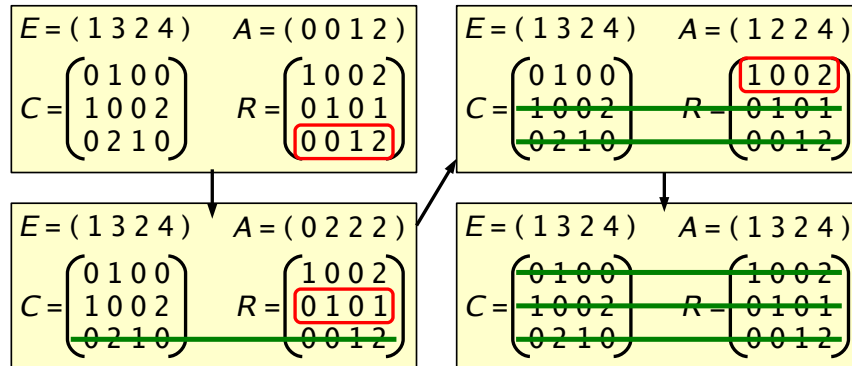 E = ( 1 3 2 4 ) A = ( 0 0 1 2 )
0 1 0 0 1 0 0 2
C = 1 0 0 2 R = 0 1 0 1
0 2 1 0 0 0 1 2
E = ( 1 3 2 4 ) A = ( 0 2 2 2 )
0 1 0 0 1 0 0 2
C = 1 0 0 2 R = 0 1 0 1
0 2 1 0 0 0 1 2
E = ( 1 3 2 4 ) A = ( 1 2 2 4 )
0 1 0 0 1 0 0 2
C = 1 0 0 2 R = 0 1 0 1
0 2 1 0 0 0 1 2
E = ( 1 3 2 4 ) A = ( 1 3 2 4 )
0 1 0 0 1 0 0 2
C = 1 0 0 2 R = 0 1 0 1
0 2 1 0 0 0 1 2